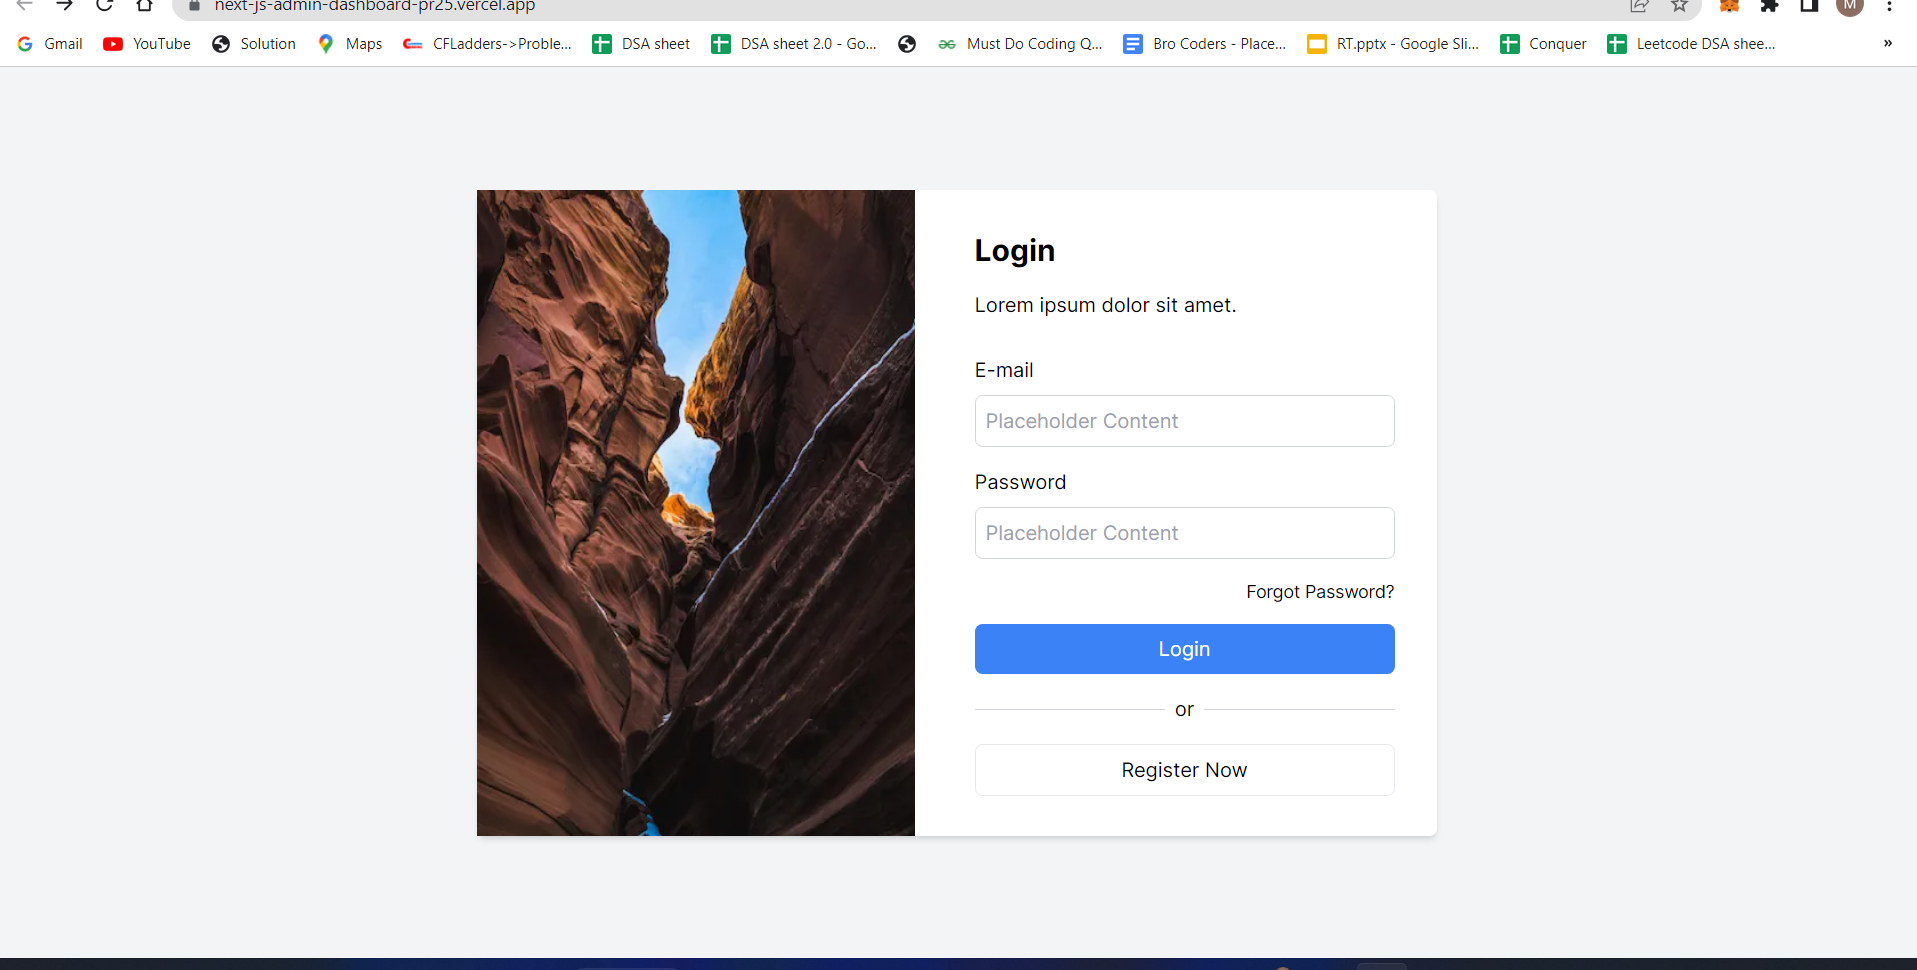 next-js-admin-dashboard-pr25.vercel.app
M
Gmail YouTube Solution Maps CFLadders->Proble... DSA sheet DSA sheet 2.0 - Go... Must Do Coding Q... Bro Coders - Place... RT.pptx - Google Sli... Conquer Leetcode DSA shee... »
Login
Lorem ipsum dolor sit amet.
E-mail
Placeholder Content
Password
Placeholder Content
Forgot Password?
Login
or
Register Now